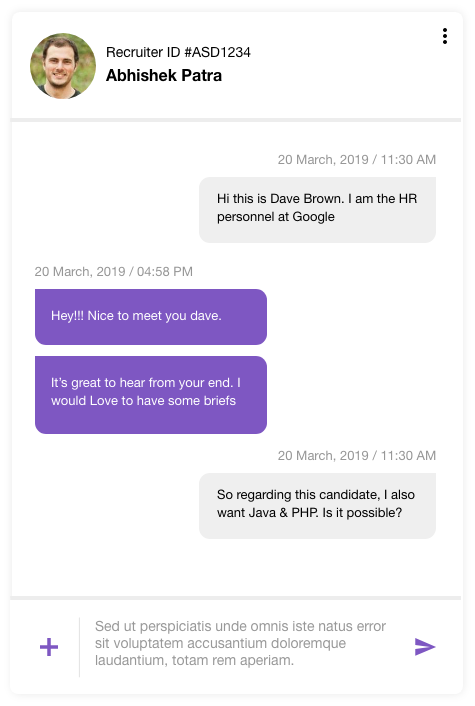 Recruiter ID #ASD1234
Abhishek Patra
20 March, 2019 / 11:30 AM
Hi this is Dave Brown. I am the HR
personnel at Google
20 March, 2019 / 04:58 PM
Hey!!! Nice to meet you dave.
It's great to hear from your end. I
would Love to have some briefs
20 March, 2019 / 11:30 AM
So regarding this candidate, I also
want Java & PHP. Is it possible?
Sed ut perspiciatis unde omnis iste natus error
sit voluptatem accusantium doloremque
laudantium, totam rem aperiam.